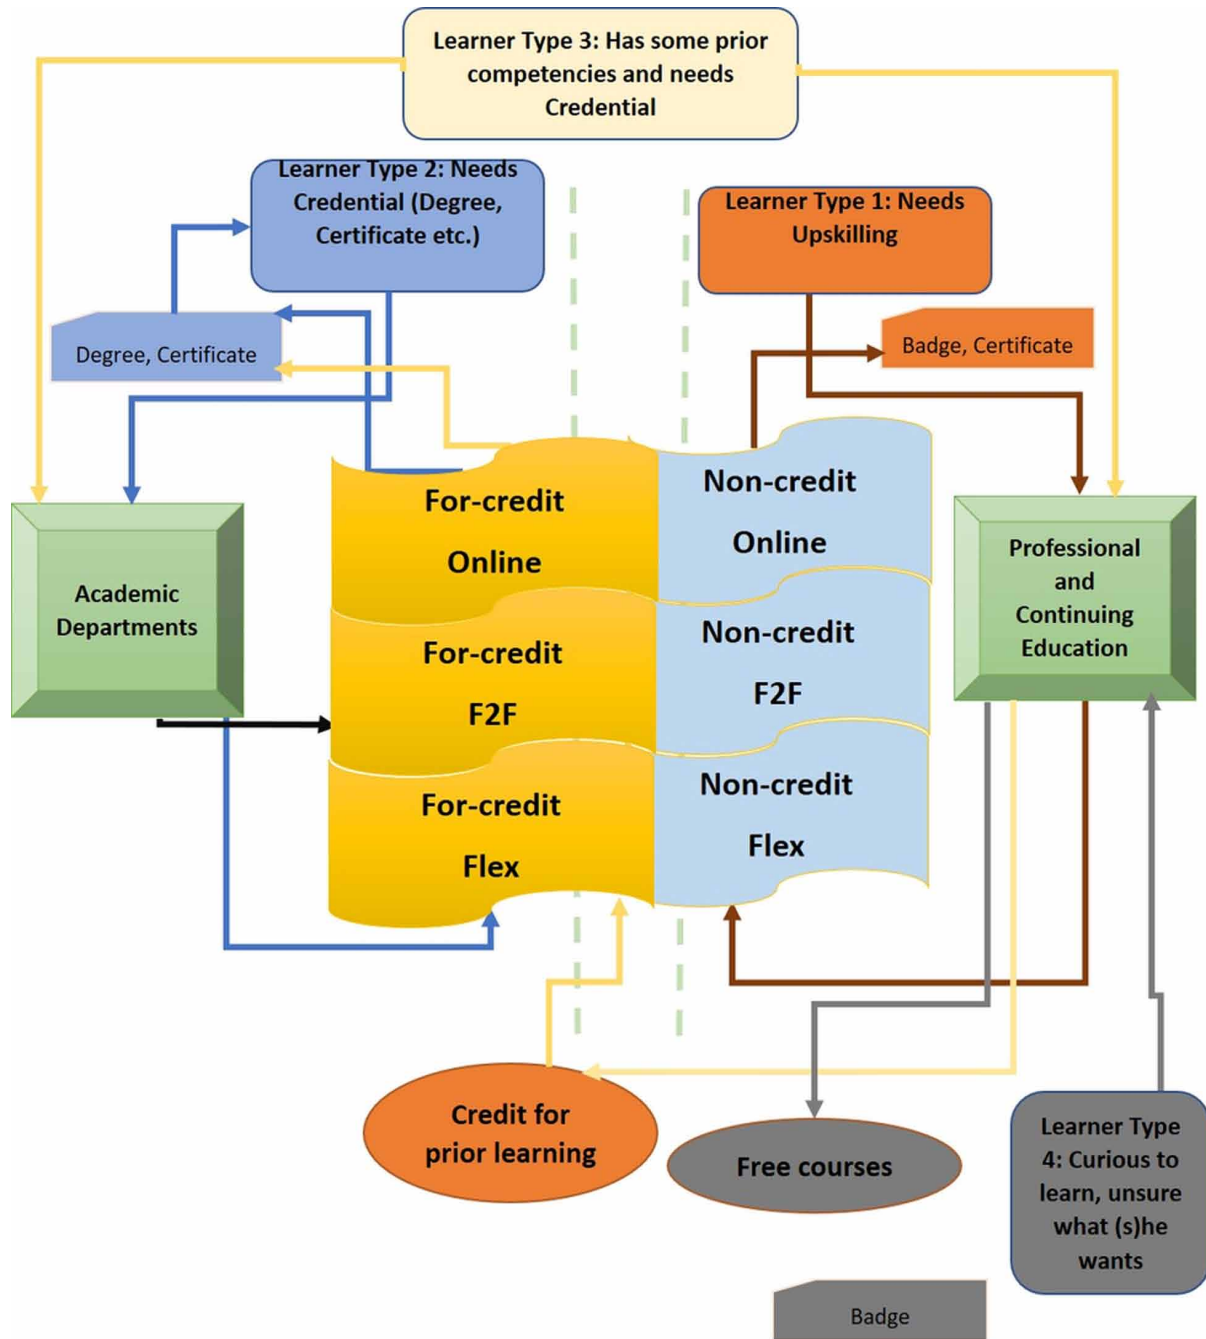 Learner Type 3: Has some prior
competencies and needs
Credential
Learner Type 2: Needs
Credential (Degree,
Certificate etc.)
Learner Type 1: Needs
Upskilling
Degree, Certificate
Badge, Certificate
For-credit
Online
Non-credit
Online
Academic
Departments
Professional
and
Continuing
Education
For-credit
F2F
Non-credit
F2F
For-credit
Flex
Non-credit
Flex
Credit for
prior learning
Free courses
Learner Type
4: Curious to
learn, unsure
what (s)he
wants
Badge